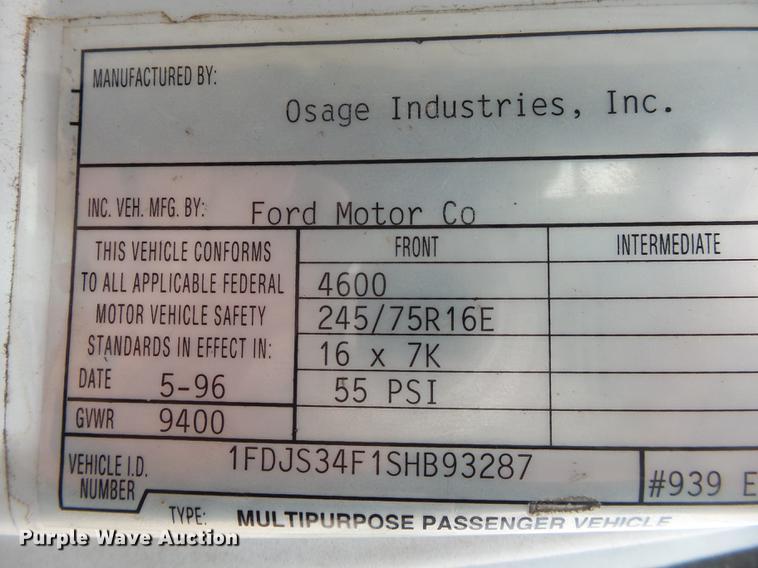 MANUFACTURED BY:
Osage Industries, Inc.
INC. VEH. MFG. BY: Ford Motor Co
THIS VEHICLE CONFORMS
TO ALL APPLICABLE FEDERAL
MOTOR VEHICLE SAFETY
STANDARDS IN EFFECT IN:
DATE 5-96
GVWR 9400
FRONT
4600
245/75R16E
16 x 7K
55 PSI
INTERMEDIATE
VEHICLE I.D.
NUMBER
1FDJS34F1SHB93287
#939 E
TYPE: MULTIPURPOSE PASSENGER VEHICLE
Purple Wave Auction